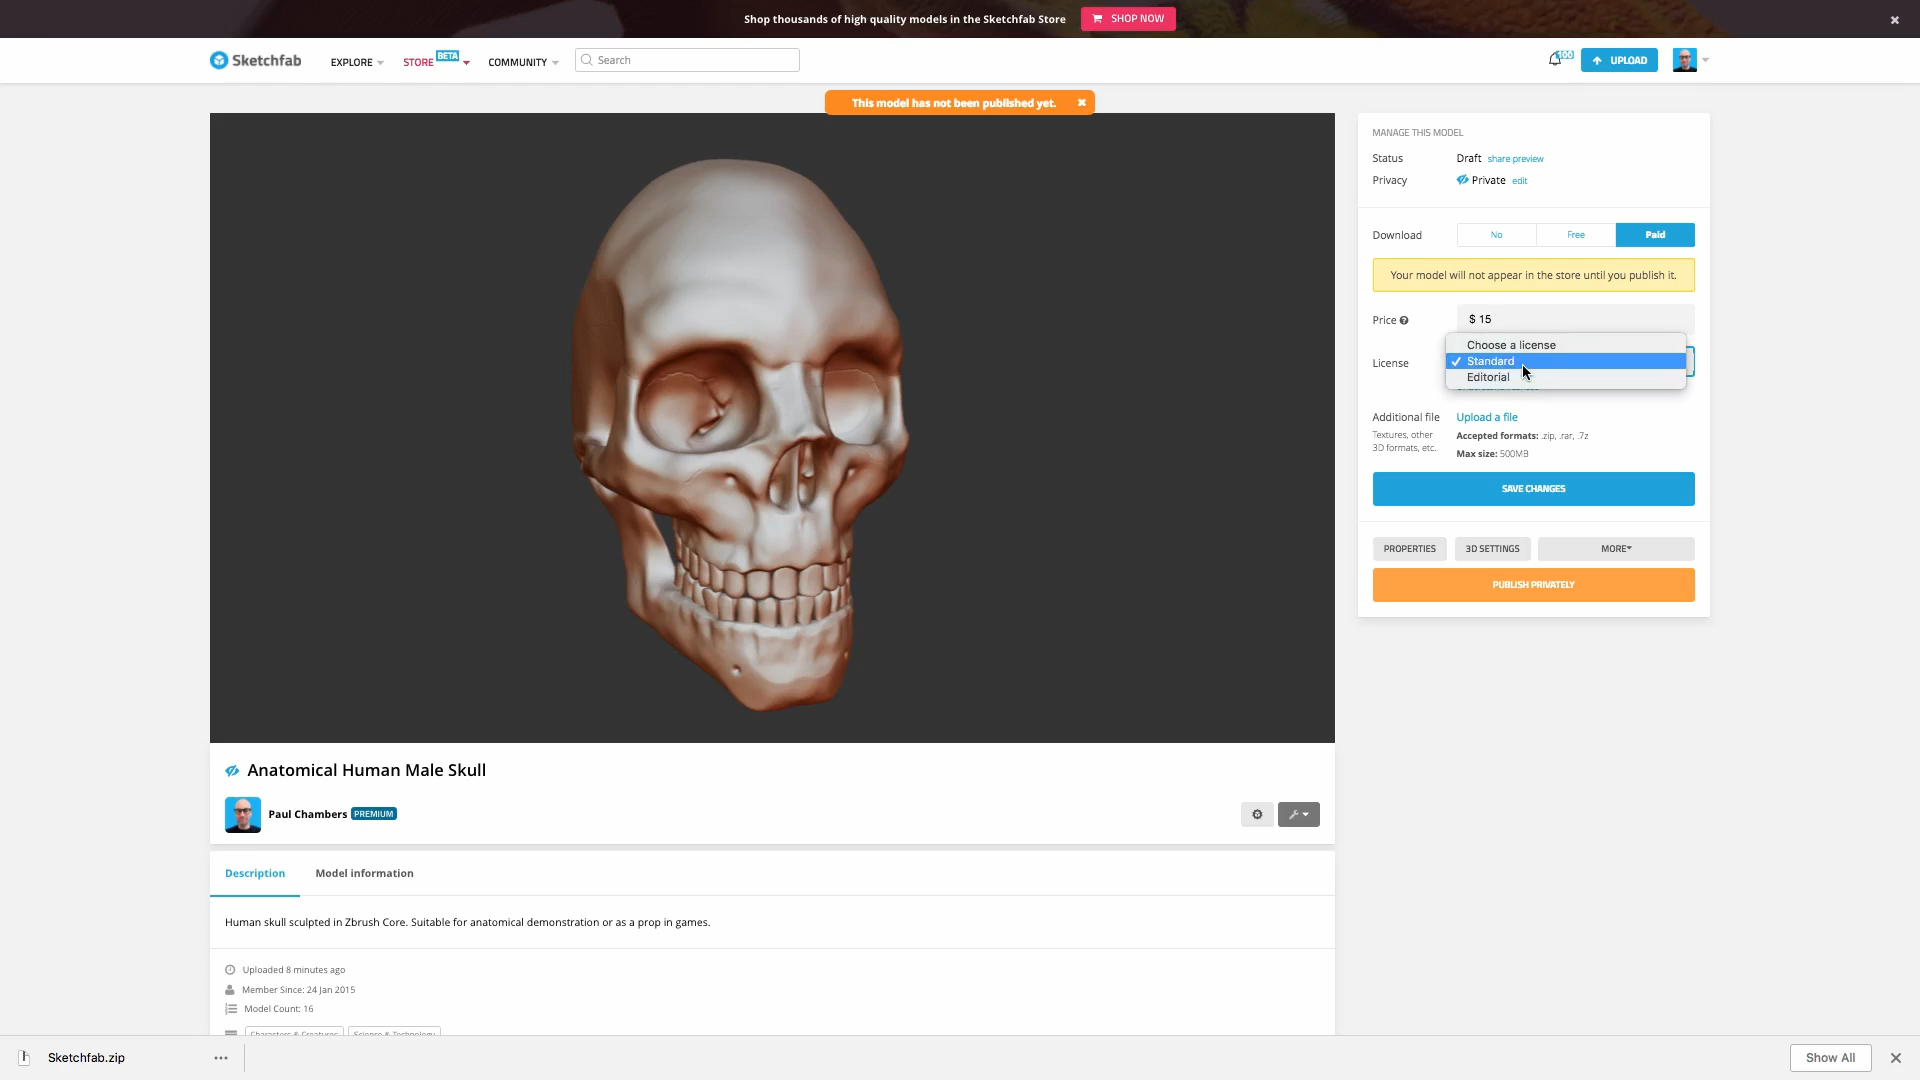 Shop thousands of high quality models in the Sketchfab Store
SHOP NOW
Sketchfab
EXPLORE
STORE BETA
COMMUNITY
Search
100
UPLOAD
This model has not been published yet.
MANAGE THIS MODEL
Status Draft share preview
Privacy Private edit
Download No Free Paid
Your model will not appear in the store until you publish it.
Price $ 15
Choose a license
License Standard
Editorial
Additional file Upload a file
Textures, other Accepted formats: .zip, .rar, .7z
3D formats, etc. Max size: 500MB
SAVE CHANGES
PROPERTIES 3D SETTINGS MORE
PUBLISH PRIVATELY
Anatomical Human Male Skull
Paul Chambers PREMIUM
Description Model information
Human skull sculpted in Zbrush Core. Suitable for anatomical demonstration or as a prop in games.
Uploaded 8 minutes ago
Member Since: 24 Jan 2015
Model Count: 16
Characters & Creatures Science & Technology
Sketchfab.zip
Show All